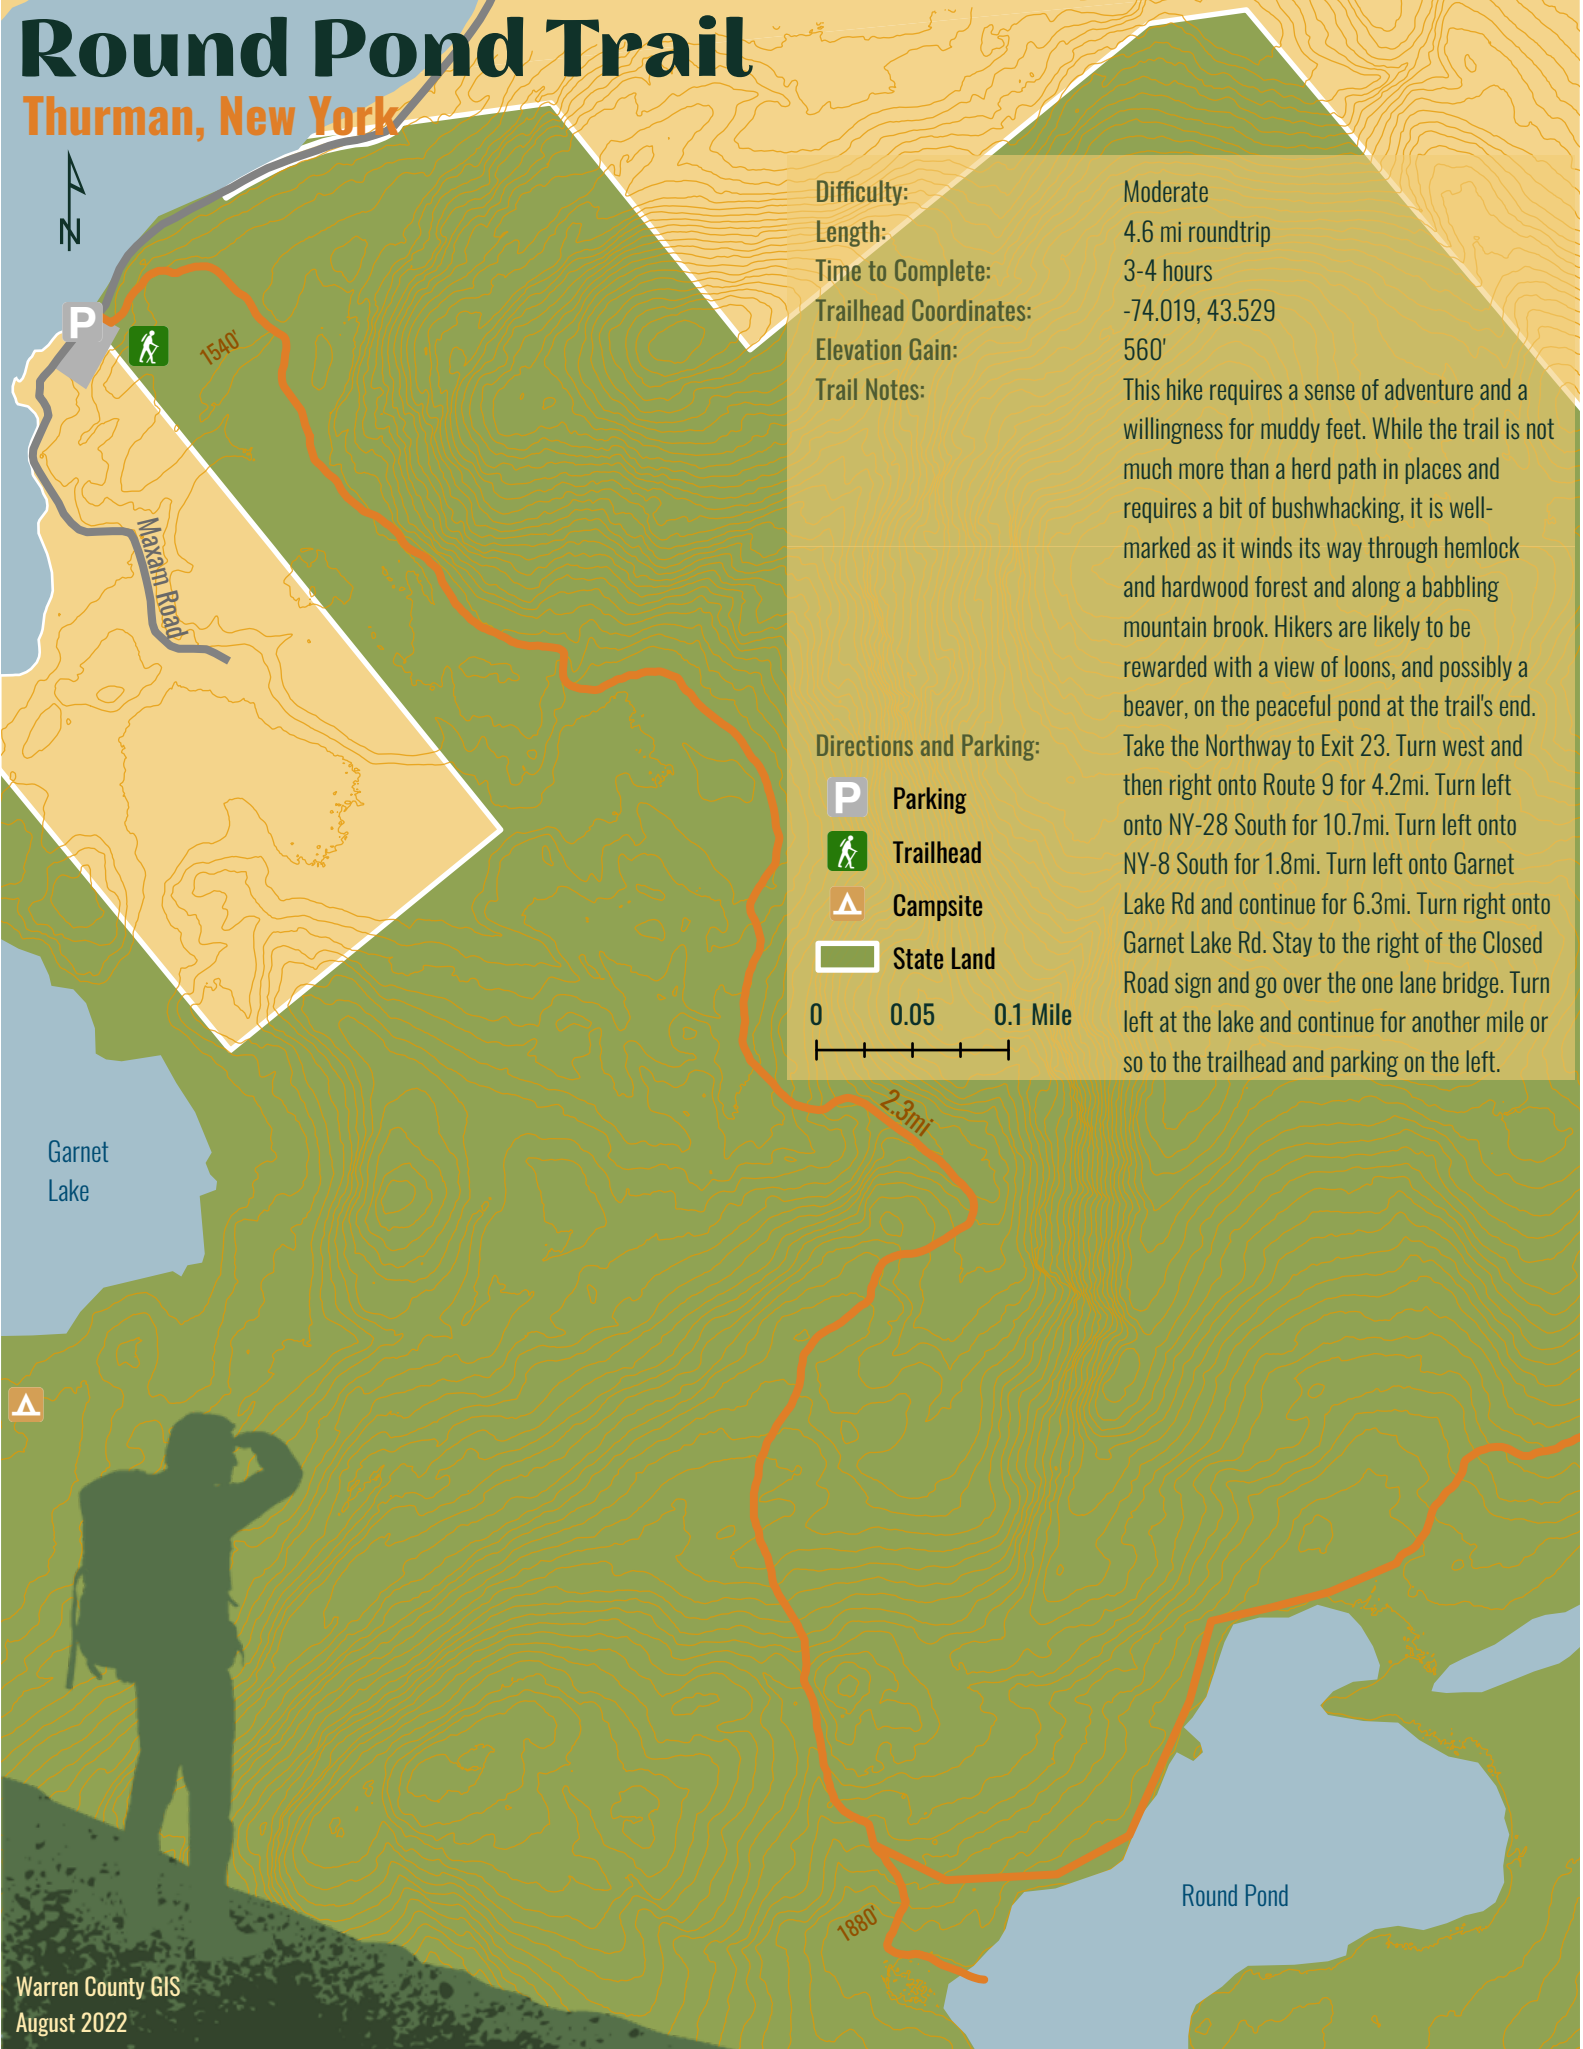 Round Pond Trail
Thurman, New York
N
P
1540'
Maxam Road
Difficulty: Moderate
Length: 4.6 mi roundtrip
Time to Complete: 3-4 hours
Trailhead Coordinates: -74.019, 43.529
Elevation Gain: 560'
Trail Notes: This hike requires a sense of adventure and a
willingness for muddy feet. While the trail is not
much more than a herd path in places and
requires a bit of bushwhacking, it is well-
marked as it winds its way through hemlock
and hardwood forest and along a babbling
mountain brook. Hikers are likely to be
rewarded with a view of loons, and possibly a
beaver, on the peaceful pond at the trail's end.
Directions and Parking: Take the Northway to Exit 23. Turn west and
then right onto Route 9 for 4.2mi. Turn left
onto NY-28 South for 10.7mi. Turn left onto
NY-8 South for 1.8mi. Turn left onto Garnet
Lake Rd and continue for 6.3mi. Turn right onto
Garnet Lake Rd. Stay to the right of the Closed
Road sign and go over the one lane bridge. Turn
left at the lake and continue for another mile or
so to the trailhead and parking on the left.
P Parking
Trailhead
Campsite
State Land
0 0.05 0.1 Mile
2.3mi
Garnet
Lake
Round Pond
1880'
Warren County GIS
August 2022